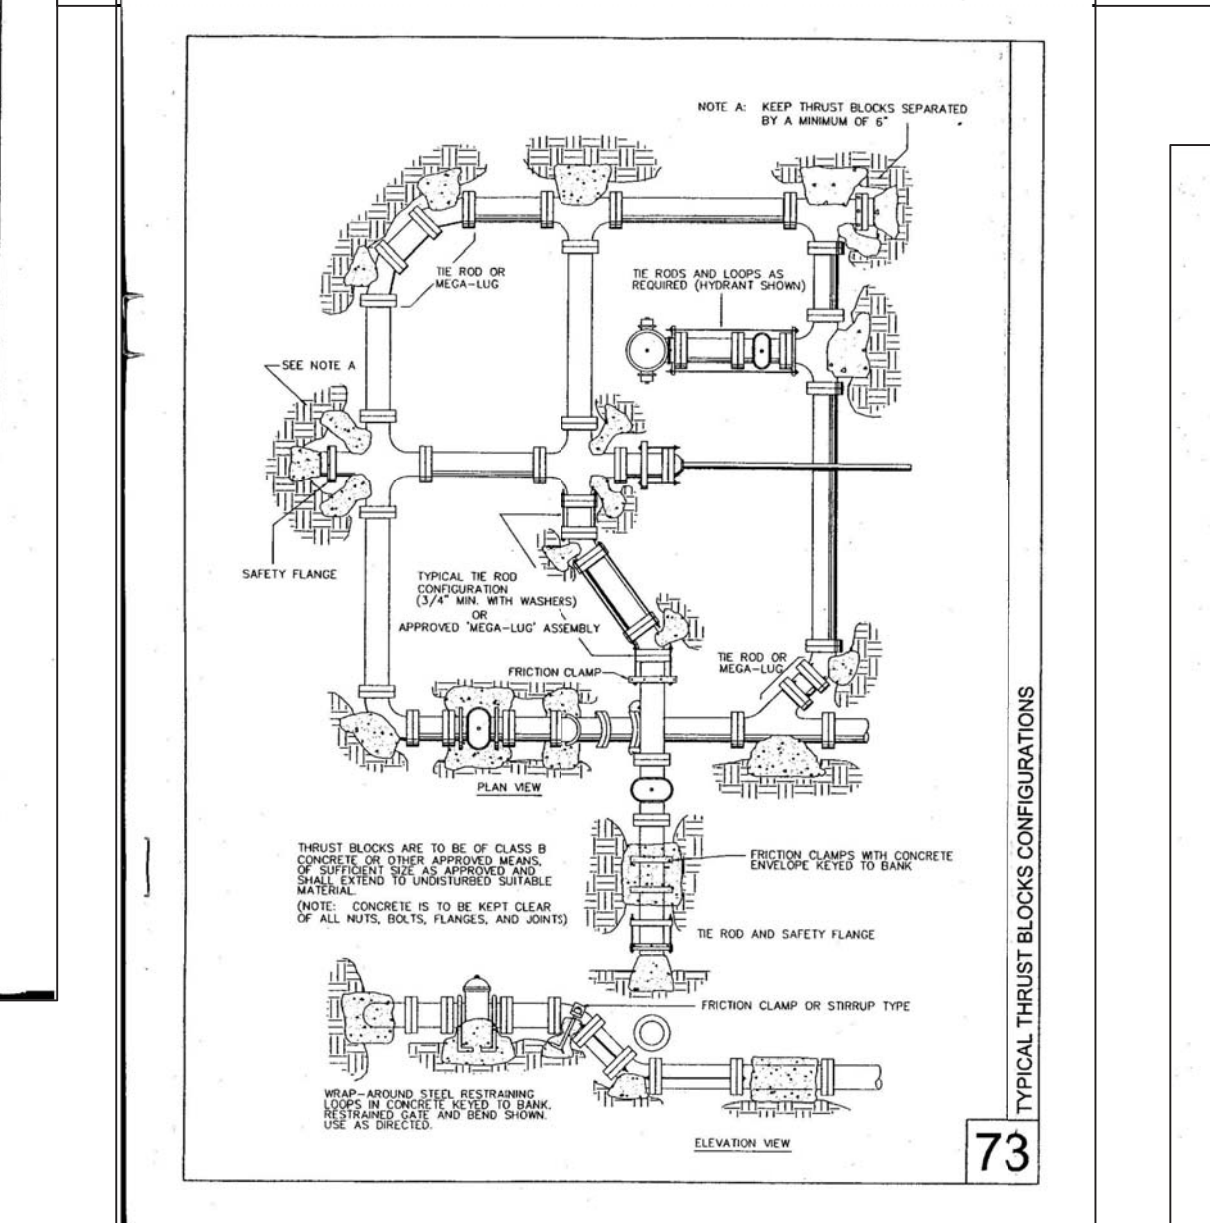 NOTE A: KEEP THRUST BLOCKS SEPARATED
BY A MINIMUM OF 6"
TIE ROD OR
MEGA-LUG
TIE RODS AND LOOPS AS
REQUIRED (HYDRANT SHOWN)
SEE NOTE A
SAFETY FLANGE
TYPICAL TIE ROD
CONFIGURATION
(3/4" MIN. WITH WASHERS)
OR
APPROVED 'MEGA-LUG' ASSEMBLY
FRICTION CLAMP
TIE ROD OR
MEGA-LUG
PLAN VIEW
THRUST BLOCKS ARE TO BE OF CLASS B
CONCRETE OR OTHER APPROVED MEANS,
OF SUFFICIENT SIZE AS APPROVED AND
SHALL EXTEND TO UNDISTURBED SUITABLE
MATERIAL.
(NOTE: CONCRETE IS TO BE KEPT CLEAR
OF ALL NUTS, BOLTS, FLANGES, AND JOINTS)
FRICTION CLAMPS WITH CONCRETE
ENVELOPE KEYED TO BANK
TIE ROD AND SAFETY FLANGE
FRICTION CLAMP OR STIRRUP TYPE
WRAP-AROUND STEEL RESTRAINING
LOOPS IN CONCRETE KEYED TO BANK.
RESTRAINED GATE AND BEND SHOWN.
USE AS DIRECTED.
ELEVATION VIEW
TYPICAL THRUST BLOCKS CONFIGURATIONS
73